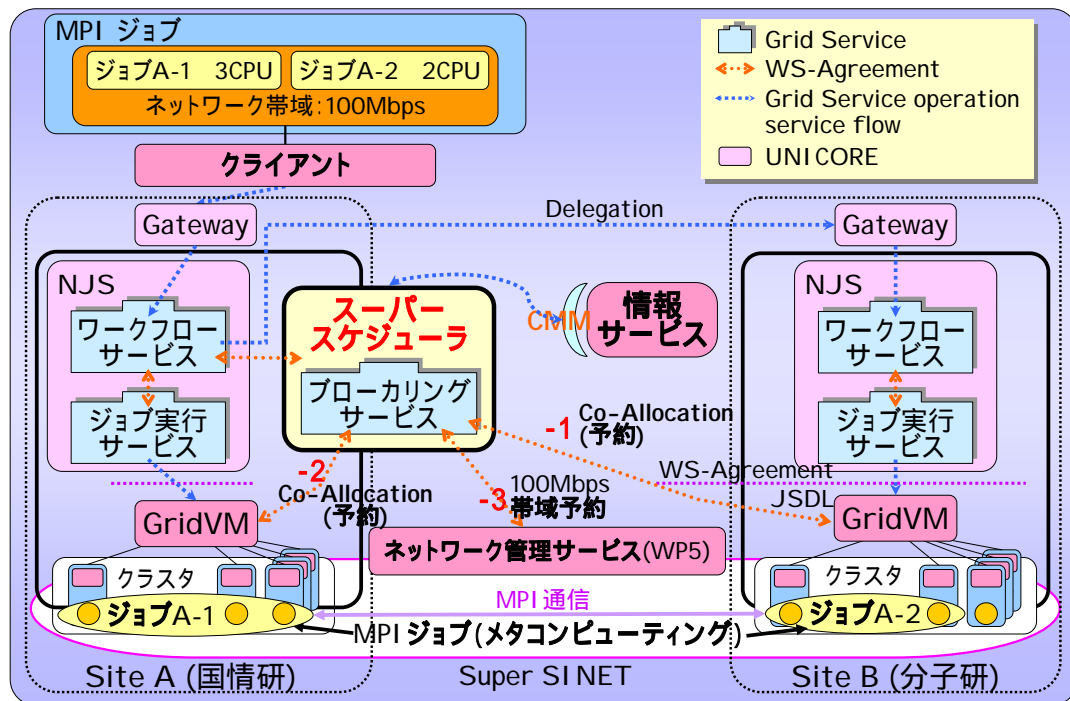 MPI ジョブ
ジョブA-1 3CPU
ジョブA-2 2CPU
ネットワーク帯域:100Mbps
クライアント
Grid Service
WS-Agreement
Grid Service operation
service flow
UNICORE
Gateway
Delegation
Gateway
NJS
ワークフロー
サービス
ジョブ実行
サービス
スーパー
スケジューラ
ブローカリング
サービス
CMM
情報
サービス
NJS
ワークフロー
サービス
ジョブ実行
サービス
-1 Co-Allocation
(予約)
-2
Co-Allocation
(予約)
-3 100Mbps
帯域予約
WS-Agreement
JSDL
GridVM
GridVM
ネットワーク管理サービス(WP5)
クラスタ
クラスタ
MPI 通信
ジョブA-1
ジョブA-2
MPI ジョブ(メタコンピューティング)
Site A (国情研)
Super SINET
Site B (分子研)